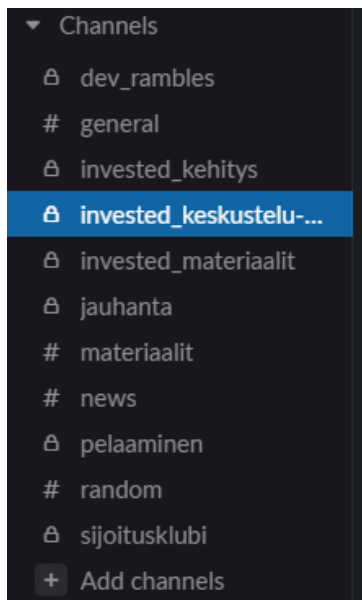 Channels
dev_rambles
# general
invested_kehitys
invested_keskustelu-...
invested_materiaalit
jauhanta
# materiaalit
# news
pelaaminen
# random
sijoitusklubi
+ Add channels